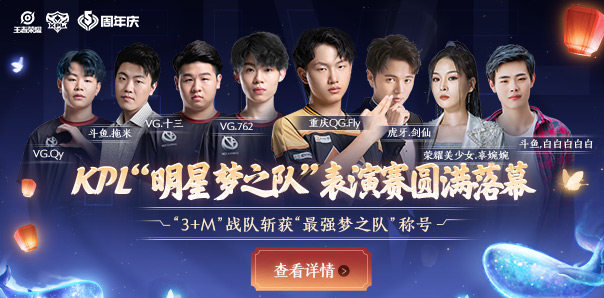 王者荣耀 KPL 5 周年庆
VG.Qy
斗鱼.拖米
VG.十三
VG.762
重庆QG.Fly
虎牙.剑仙
荣耀美少女.辜婉婉
斗鱼.白白白白白
KPL“明星梦之队”表演赛圆满落幕
“3+M”战队斩获“最强梦之队”称号
查看详情